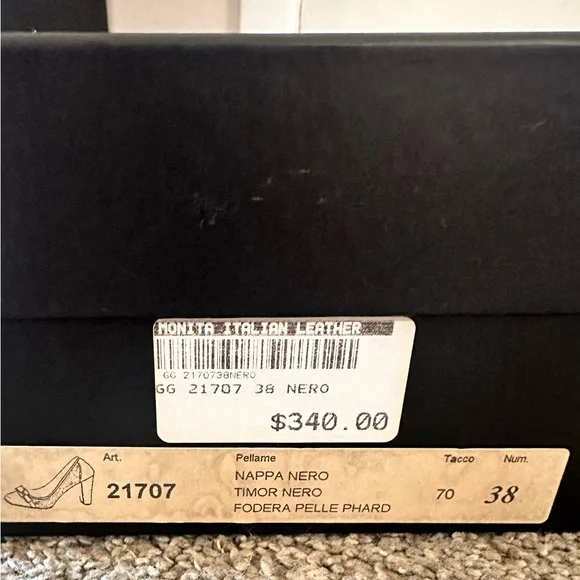 MONITA ITALIAN LEATHER
GG 2170738NERO
GG 21707 38 NERO
$340.00
Art. Pellame Tacco Num.
21707 NAPPA NERO 70 38
TIMOR NERO
FODERA PELLE PHARD